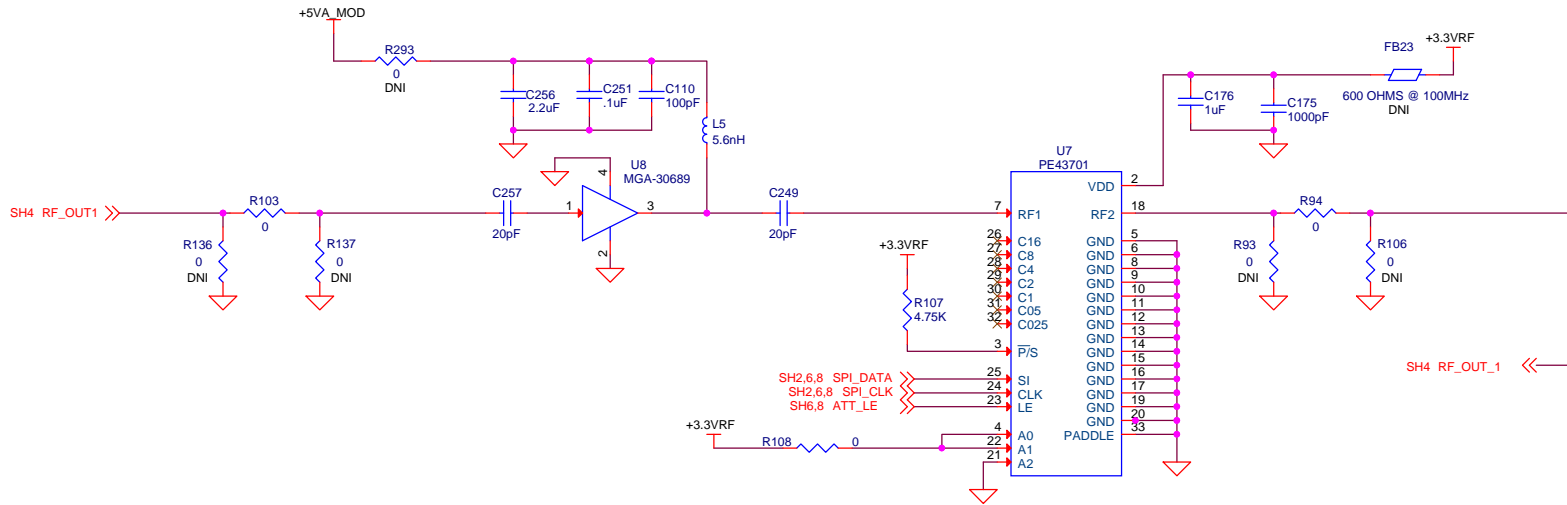 +5VA_MOD
R293
0
DNI
C256
2.2uF
C251
.1uF
C110
100pF
L5
5.6nH
FB23
+3.3VRF
600 OHMS @ 100MHz
DNI
C176
1uF
C175
1000pF
U8
MGA-30689
4
1
3
2
SH4 RF_OUT1
R103
0
R136
0
DNI
R137
0
DNI
C257
20pF
C249
20pF
U7
PE43701
VDD 2
7 RF1
RF2 18
26 C16
27 C8
28 C4
29 C2
30 C1
31 C05
32 C025
3 P/S
25 SI
24 CLK
23 LE
4 A0
22 A1
21 A2
GND 5
GND 6
GND 8
GND 9
GND 10
GND 11
GND 12
GND 13
GND 14
GND 15
GND 16
GND 17
GND 19
GND 20
PADDLE 33
+3.3VRF
R107
4.75K
SH2,6,8 SPI_DATA
SH2,6,8 SPI_CLK
SH6,8 ATT_LE
+3.3VRF
R108 0
R94
0
R93
0
DNI
R106
0
DNI
SH4 RF_OUT_1